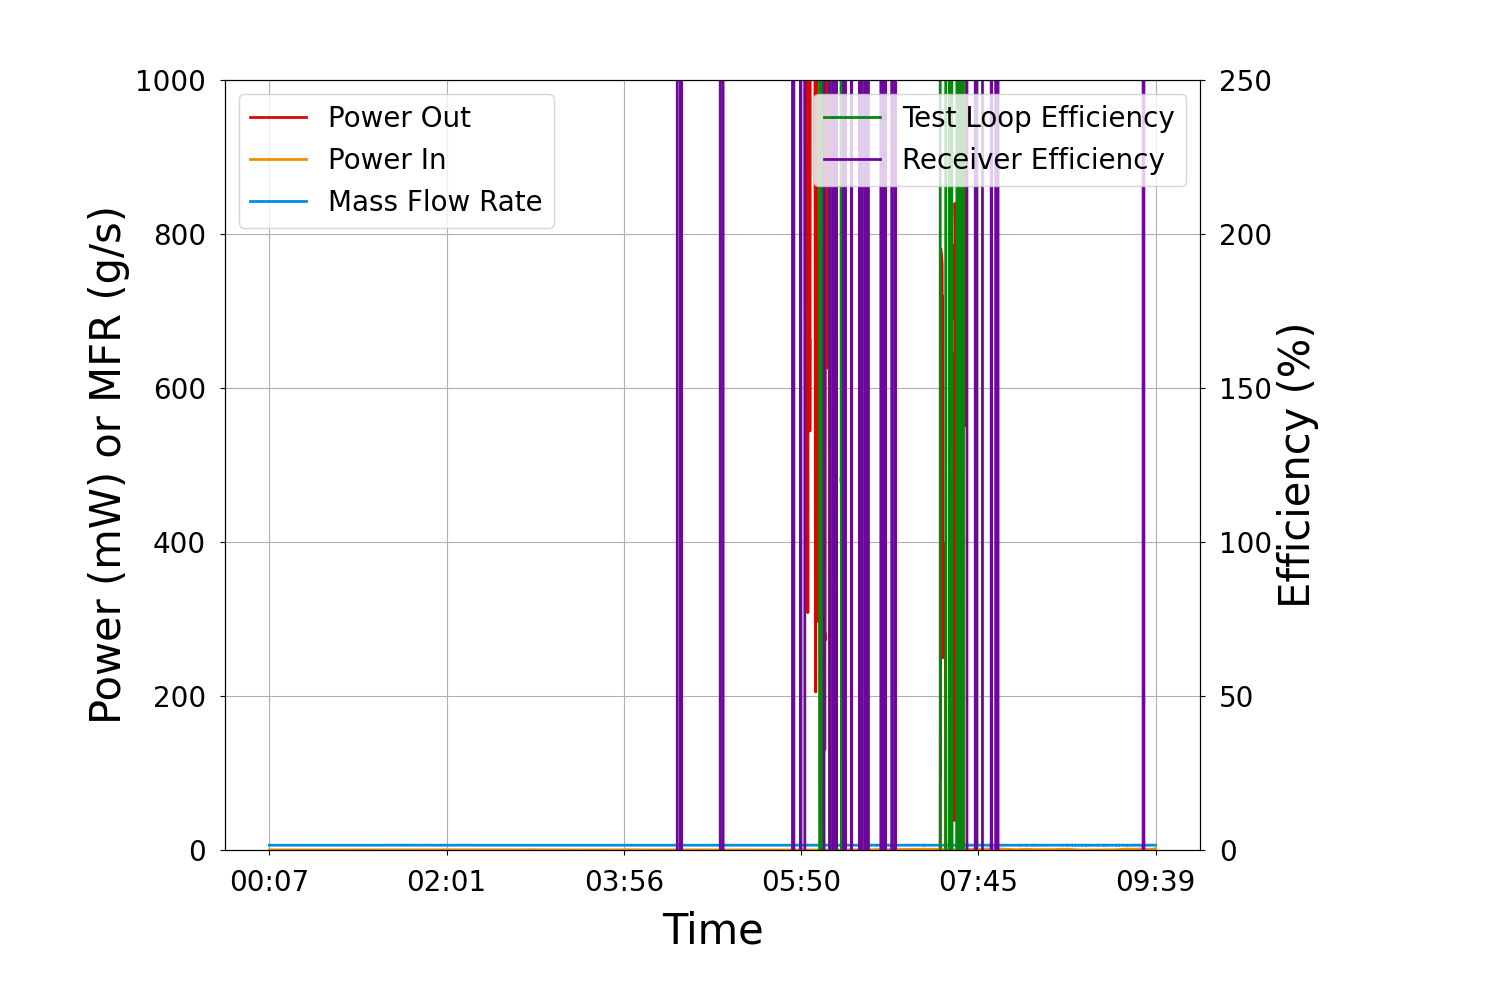 1000
800
600
400
200
0
Power (mW) or MFR (g/s)
Power Out
Power In
Mass Flow Rate
Test Loop Efficiency
Receiver Efficiency
250
200
150
100
50
0
Efficiency (%)
00:07 02:01 03:56 05:50 07:45 09:39
Time